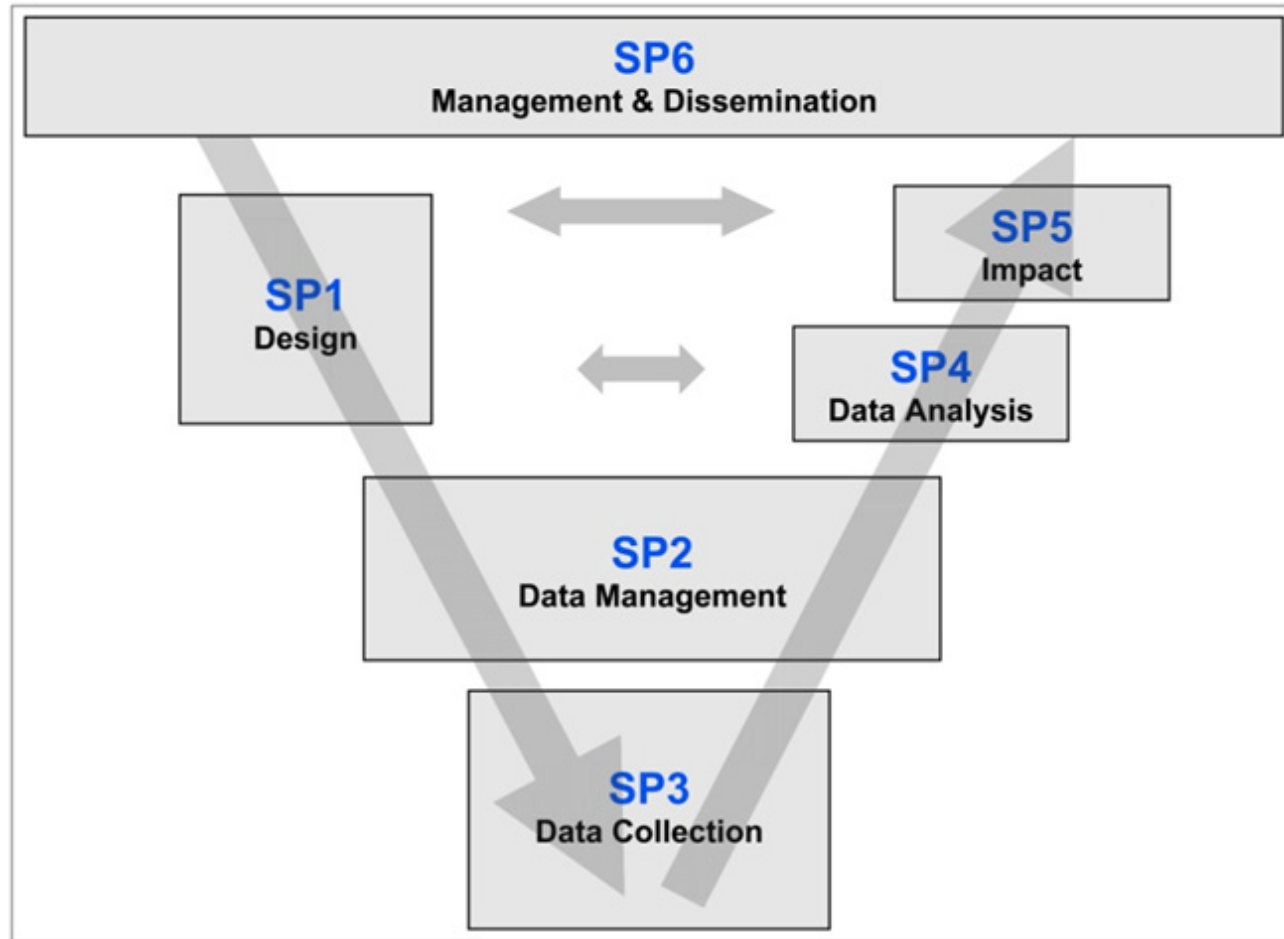 SP6
Management & Dissemination
SP1
Design
SP5
Impact
SP4
Data Analysis
SP2
Data Management
SP3
Data Collection